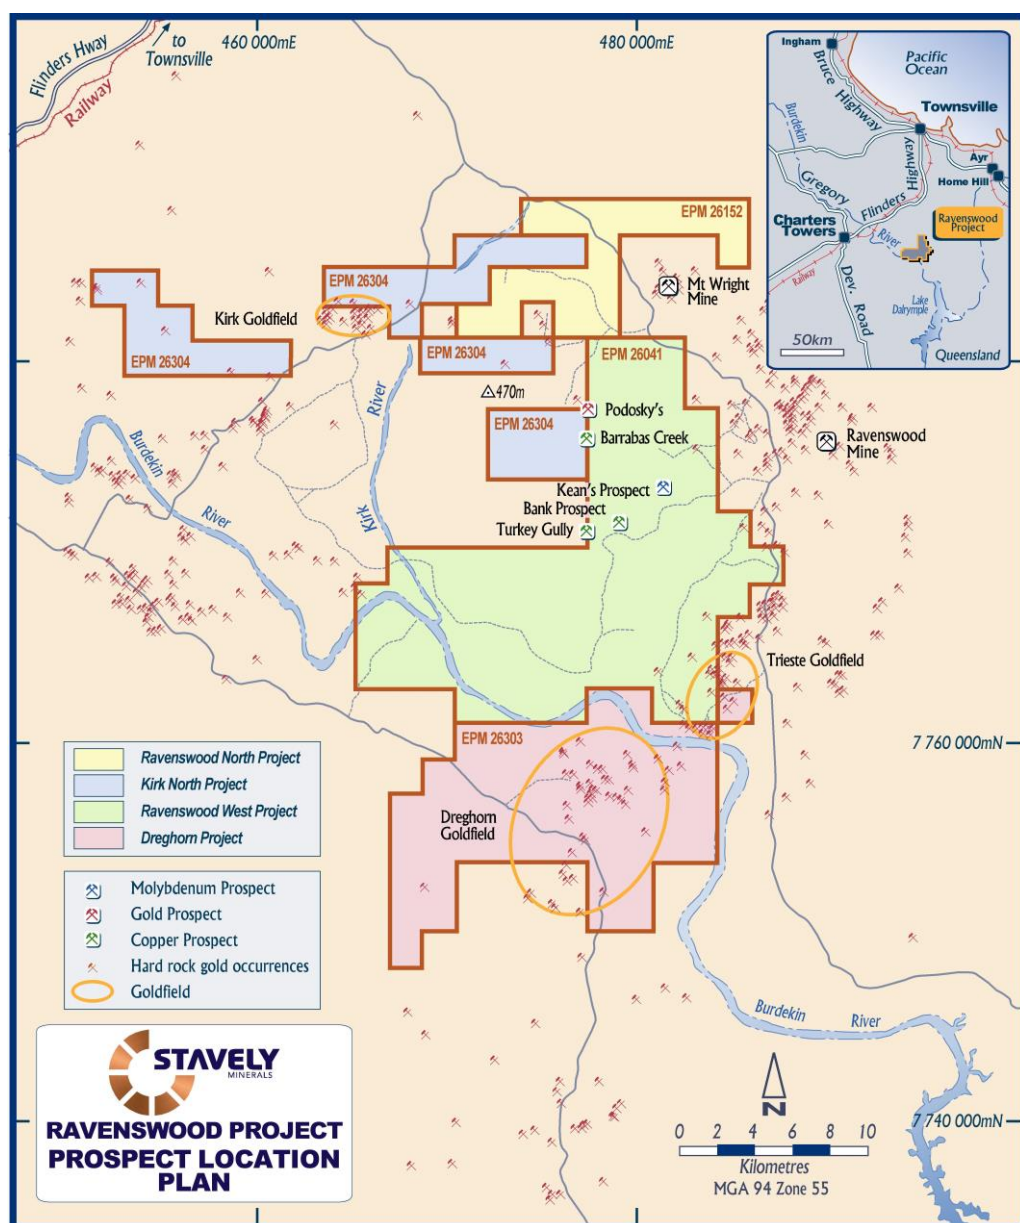 460 000mE
480 000mE
Flinders Hway
Railway
to
Townsville
Ingham
Bruce
Highway
Pacific
Ocean
Townsville
Burdekin
River
Gregory
Dev.
Road
Flinders
Highway
Ayr
Home Hill
Charters
Towers
Ravenswood
Project
Lake
Dalrymple
50km
Queensland
EPM 26152
EPM 26304
Mt Wright
Mine
Kirk Goldfield
EPM 26304
EPM 26304
EPM 26041
470m
Podosky's
EPM 26304
Barrabas Creek
Ravenswood
Mine
Kean's Prospect
Bank Prospect
Turkey Gully
Burdekin
River
Kirk
River
Trieste Goldfield
EPM 26303
7 760 000mN
Dreghorn
Goldfield
Ravenswood North Project
Kirk North Project
Ravenswood West Project
Dreghorn Project
Molybdenum Prospect
Gold Prospect
Copper Prospect
Hard rock gold occurrences
Goldfield
Burdekin
River
STAVELY
MINERALS
RAVENSWOOD PROJECT
PROSPECT LOCATION
PLAN
N
0 2 4 6 8 10
Kilometres
MGA 94 Zone 55
7 740 000mN